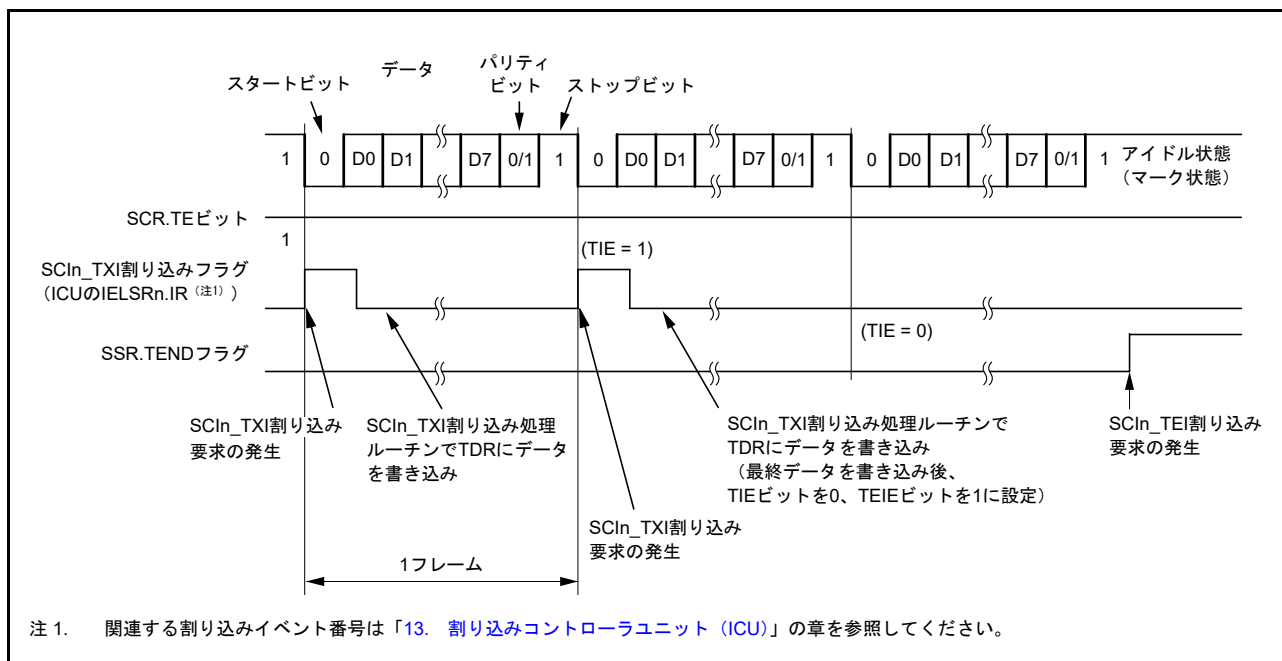 スタートビット
データ
パリティ
ビット
ストップビット
1 0 D0 D1 D7 0/1 1 0 D0 D1 D7 0/1 1 0 D0 D1 D7 0/1 1 アイドル状態
（マーク状態）
SCR.TEビット
1
(TIE = 1)
SCIn_TXI割り込みフラグ
（ICUのIELSRn.IR（注1））
(TIE = 0)
SSR.TENDフラグ
SCIn_TXI割り込み
要求の発生
SCIn_TXI割り込み処理
ルーチンでTDRにデータ
を書き込み
SCIn_TXI割り込み処理ルーチンで
TDRにデータを書き込み
（最終データを書き込み後、
TIEビットを0、TEIEビットを1に設定）
SCIn_TEI割り込み
要求の発生
SCIn_TXI割り込み
要求の発生
1フレーム
注 1. 関連する割り込みイベント番号は「13. 割り込みコントローラユニット（ICU）」の章を参照してください。